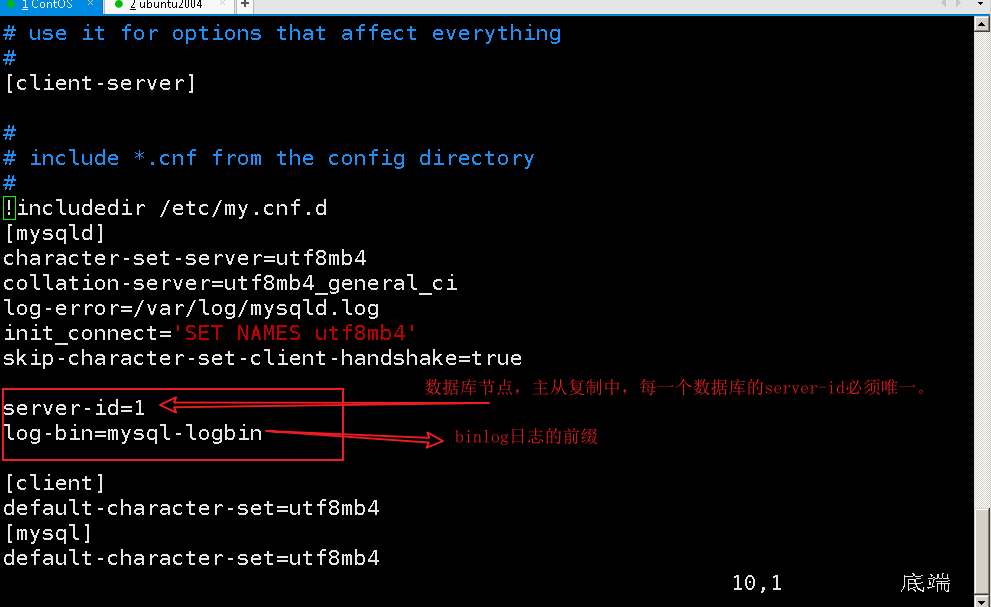 1 CentOS × 2 ubuntu2004 × +
# use it for options that affect everything
#
[client-server]
#
# include *.cnf from the config directory
#
!includedir /etc/my.cnf.d
[mysqld]
character-set-server=utf8mb4
collation-server=utf8mb4_general_ci
log-error=/var/log/mysqld.log
init_connect='SET NAMES utf8mb4'
skip-character-set-client-handshake=true
数据库节点，主从复制中，每一个数据库的server-id必须唯一。
server-id=1
log-bin=mysql-logbin
binlog日志的前缀
[client]
default-character-set=utf8mb4
[mysql]
default-character-set=utf8mb4
10,1 底端